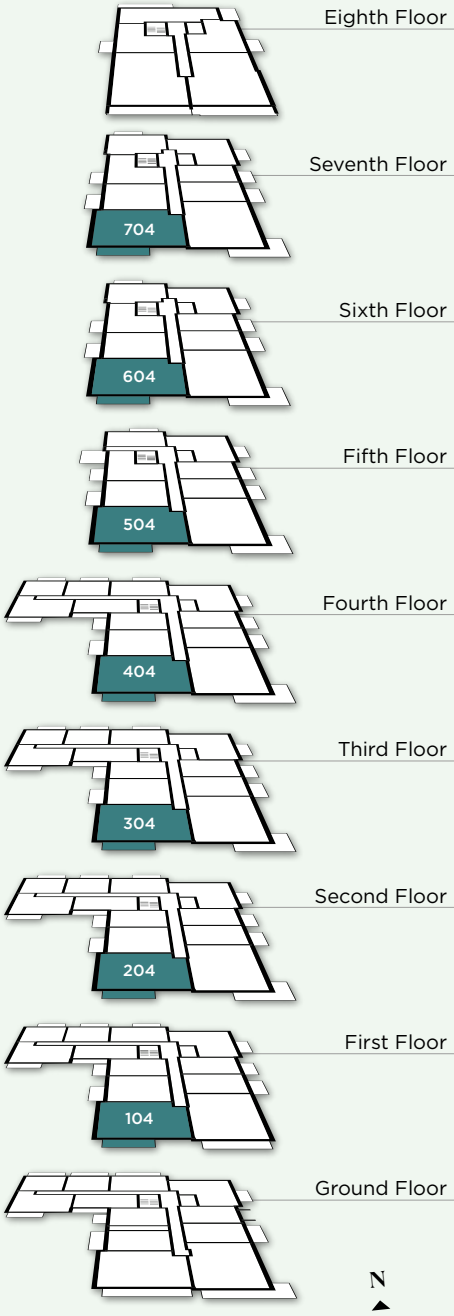 Eighth Floor
Seventh Floor
704
Sixth Floor
604
Fifth Floor
504
Fourth Floor
404
Third Floor
304
Second Floor
204
First Floor
104
Ground Floor
N